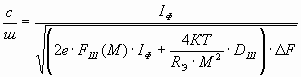 с/ш = I_Ф / √((2e · F_Ш(M) · I_Ф + 4KT/(R_Э · M²) · D_Ш) · ΔF)